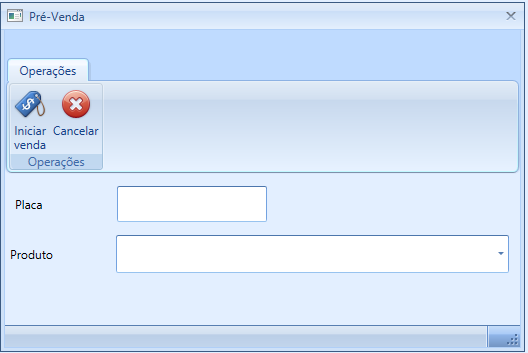 Pré-Venda
Operações
Iniciar venda
Cancelar
Operações
Placa
Produto